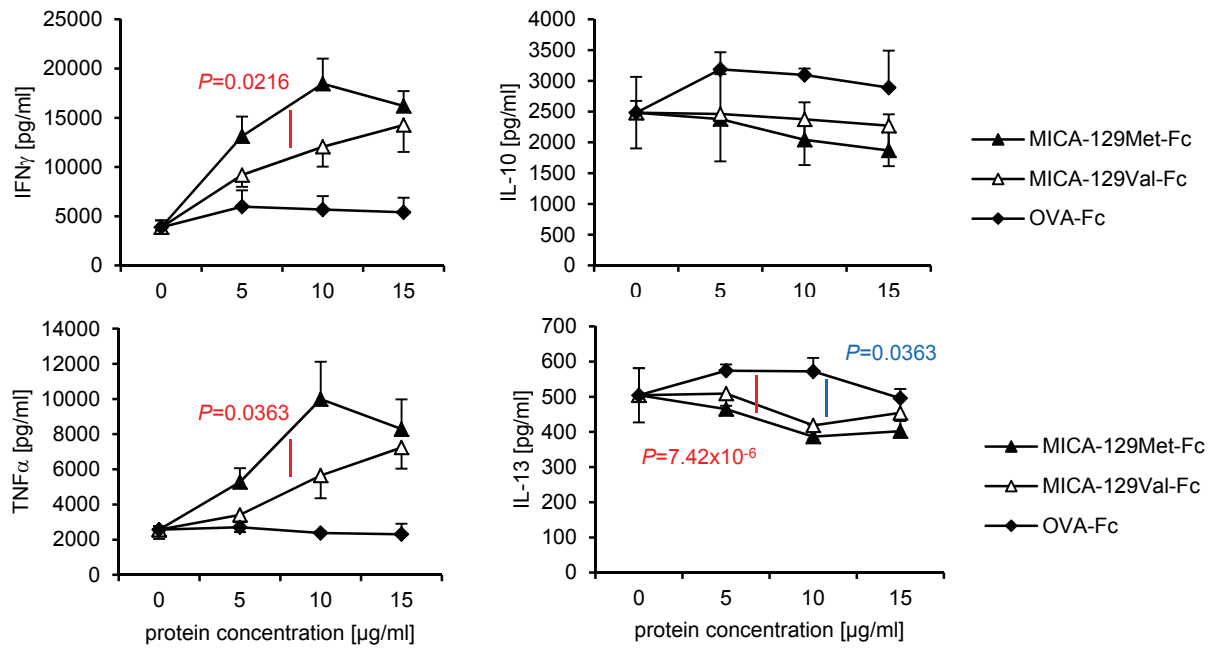 25000
20000
15000
10000
5000
0
IFNγ [pg/ml]
P=0.0216
0 5 10 15
4000
3500
3000
2500
2000
1500
1000
500
0
IL-10 [pg/ml]
0 5 10 15
MICA-129Met-Fc
MICA-129Val-Fc
OVA-Fc
14000
12000
10000
8000
6000
4000
2000
0
TNFα [pg/ml]
P=0.0363
0 5 10 15
protein concentration [µg/ml]
700
600
500
400
300
200
100
0
IL-13 [pg/ml]
P=0.0363
P=7.42x10⁻⁶
0 5 10 15
protein concentration [µg/ml]
MICA-129Met-Fc
MICA-129Val-Fc
OVA-Fc